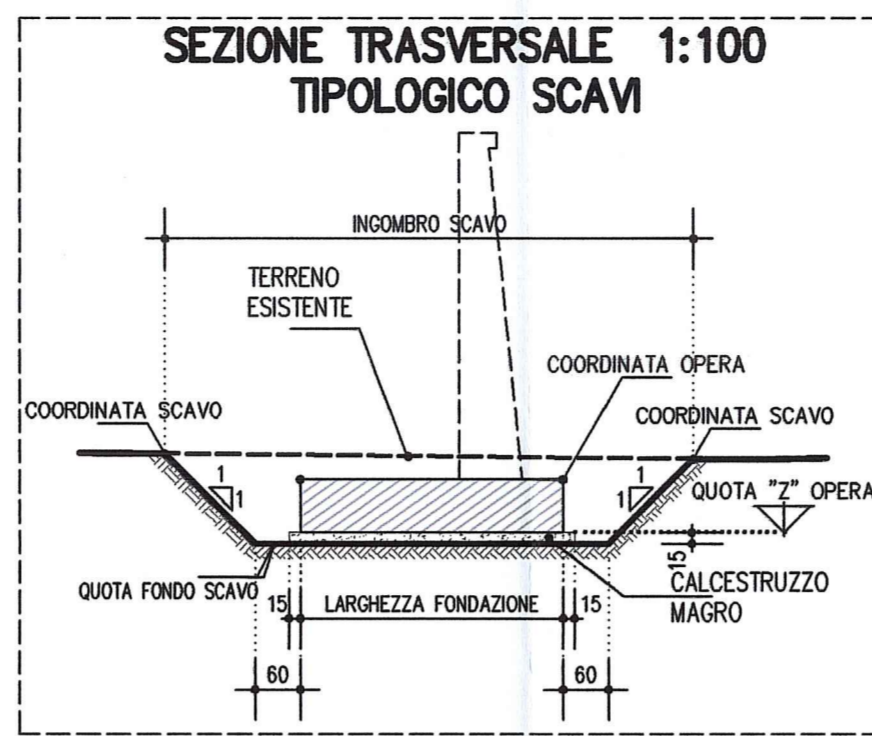 SEZIONE TRASVERSALE 1:100
TIPOLOGICO SCAVI
INGOMBRO SCAVO
TERRENO
ESISTENTE
COORDINATA OPERA
COORDINATA SCAVO
COORDINATA SCAVO
1
1
1
1
QUOTA "Z" OPERA
15
QUOTA FONDO SCAVO
CALCESTRUZZO
MAGRO
15
LARGHEZZA FONDAZIONE
15
60
60